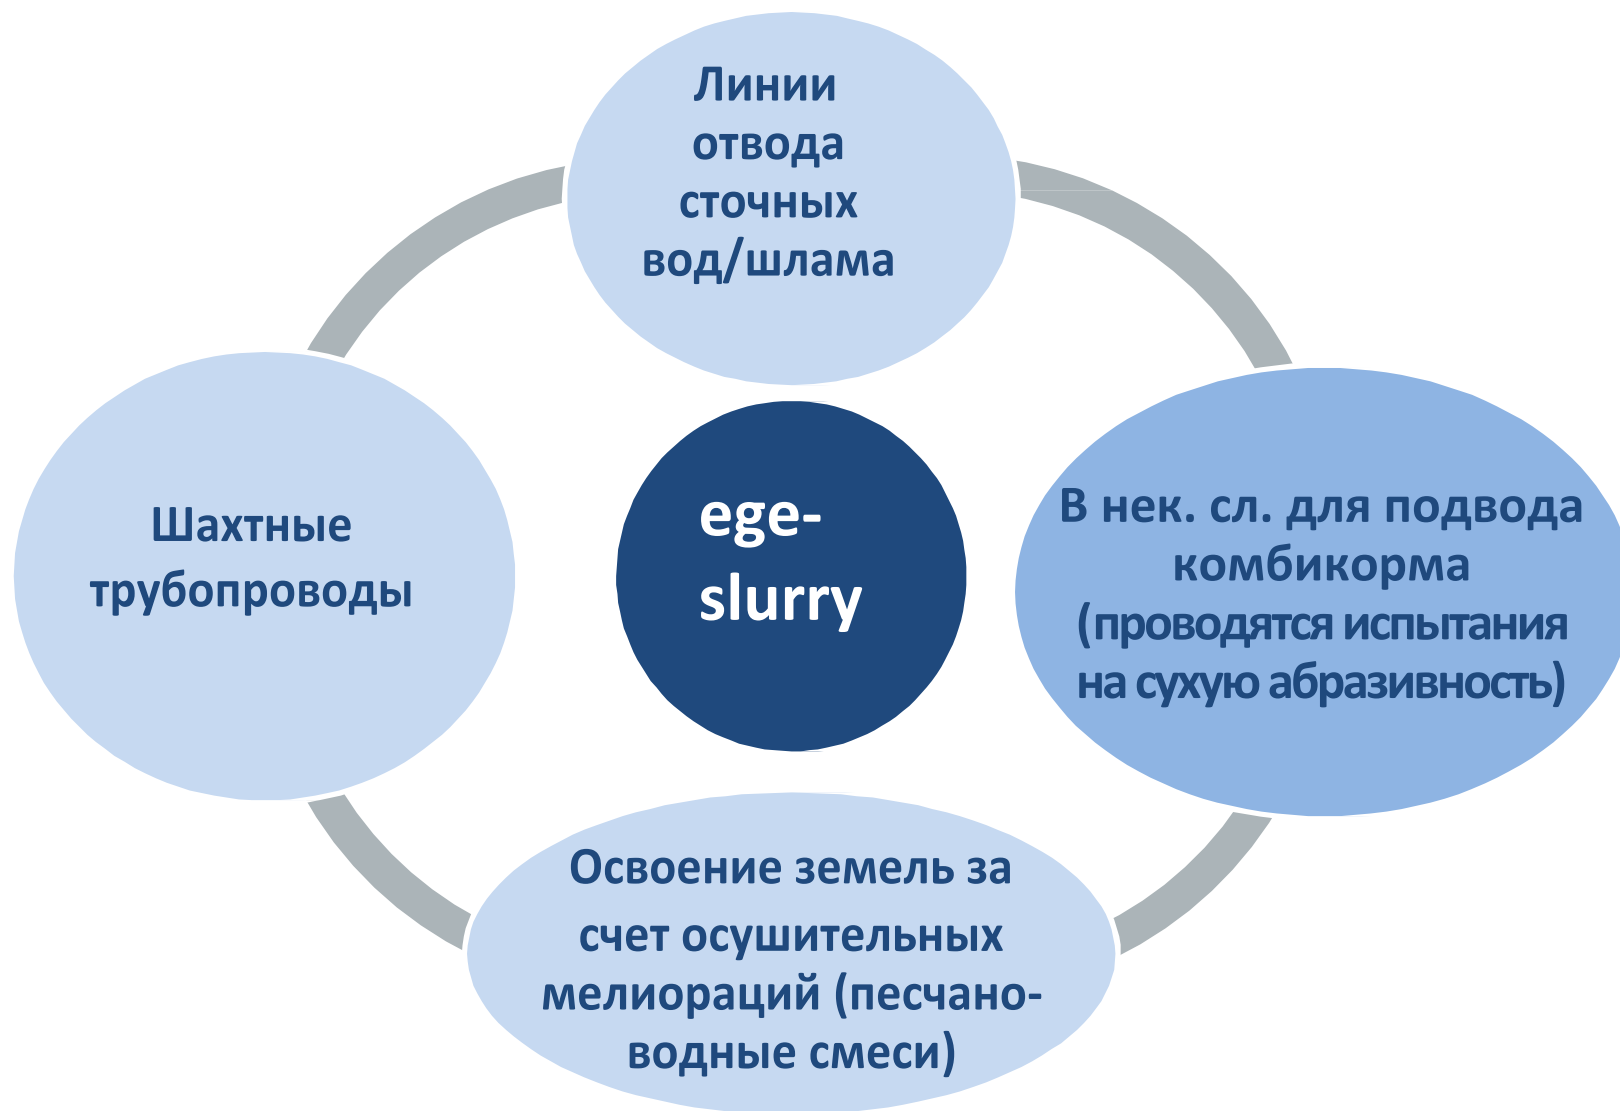 Линии
отвода
сточных
вод/шлама
Шахтные
трубопроводы
ege-
slurry
В нек. сл. для подвода
комбикорма
(проводятся испытания
на сухую абразивность)
Освоение земель за
счет осушительных
мелиораций (песчано-
водные смеси)